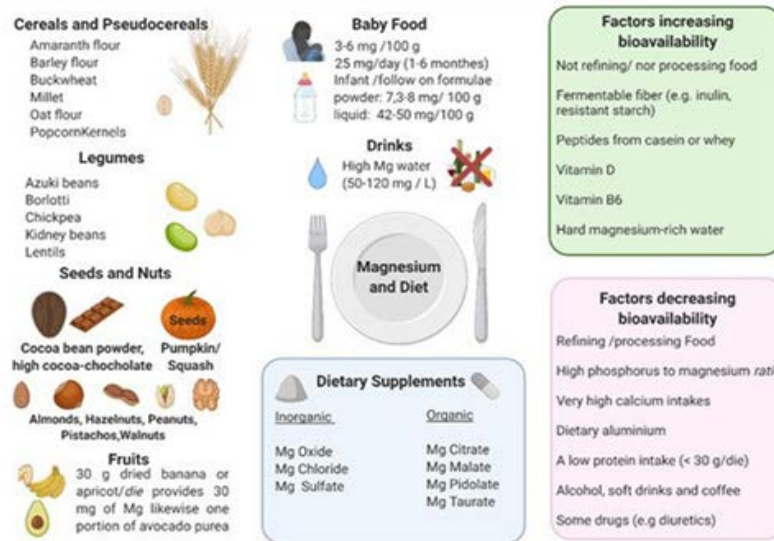 Cereals and Pseudocereals
Amaranth flour
Barley flour
Buckwheat
Millet
Oat flour
PopcornKernels
Legumes
Azuki beans
Borlotti
Chickpea
Kidney beans
Lentils
Seeds and Nuts
Seeds
Cocoa bean powder,
high cocoa-chocholate
Pumpkin/
Squash
Almonds, Hazelnuts, Peanuts,
Pistachos,Walnuts
Fruits
30 g dried banana or
apricot/die provides 30
mg of Mg likewise one
portion of avocado purea
Baby Food
3-6 mg /100 g
25 mg/day (1-6 monthes)
Infant /follow on formulae
powder: 7,3-8 mg/ 100 g
liquid: 42-50 mg/100 g
Drinks
High Mg water
(50-120 mg / L)
Magnesium
and Diet
Dietary Supplements
Inorganic
Mg Oxide
Mg Chloride
Mg Sulfate
Organic
Mg Citrate
Mg Malate
Mg Pidolate
Mg Taurate
Factors increasing
bioavailability
Not refining/ nor processing food
Fermentable fiber (e.g. inulin,
resistant starch)
Peptides from casein or whey
Vitamin D
Vitamin B6
Hard magnesium-rich water
Factors decreasing
bioavailability
Refining /processing Food
High phosphorus to magnesium rati
Very high calcium intakes
Dietary aluminium
A low protein intake (< 30 g/die)
Alcohol, soft drinks and coffee
Some drugs (e.g diuretics)